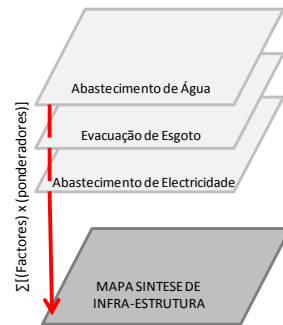 Abastecimento de Água
Evacuação de Esgoto
Abastecimento de Electricidade
∑[(Factores) x (ponderadores)]
MAPA SINTESE DE
INFRA-ESTRUTURA